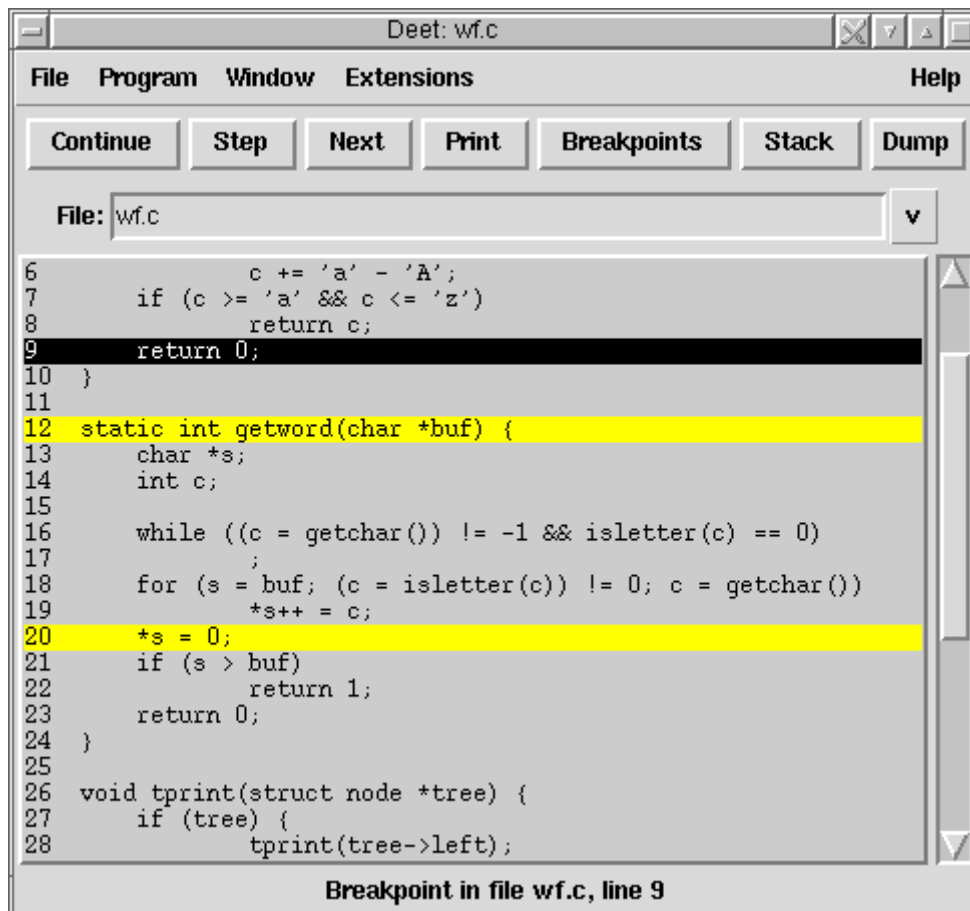 Deet: wf.c
File Program Window Extensions Help
Continue Step Next Print Breakpoints Stack Dump
File: wf.c v
6 c += 'a' - 'A';
7 if (c >= 'a' && c <= 'z')
8 return c;
9 return 0;
10 }
11
12 static int getword(char *buf) {
13 char *s;
14 int c;
15
16 while ((c = getchar()) != -1 && isletter(c) == 0)
17 ;
18 for (s = buf; (c = isletter(c)) != 0; c = getchar())
19 *s++ = c;
20 *s = 0;
21 if (s > buf)
22 return 1;
23 return 0;
24 }
25
26 void tprint(struct node *tree) {
27 if (tree) {
28 tprint(tree->left);
Breakpoint in file wf.c, line 9